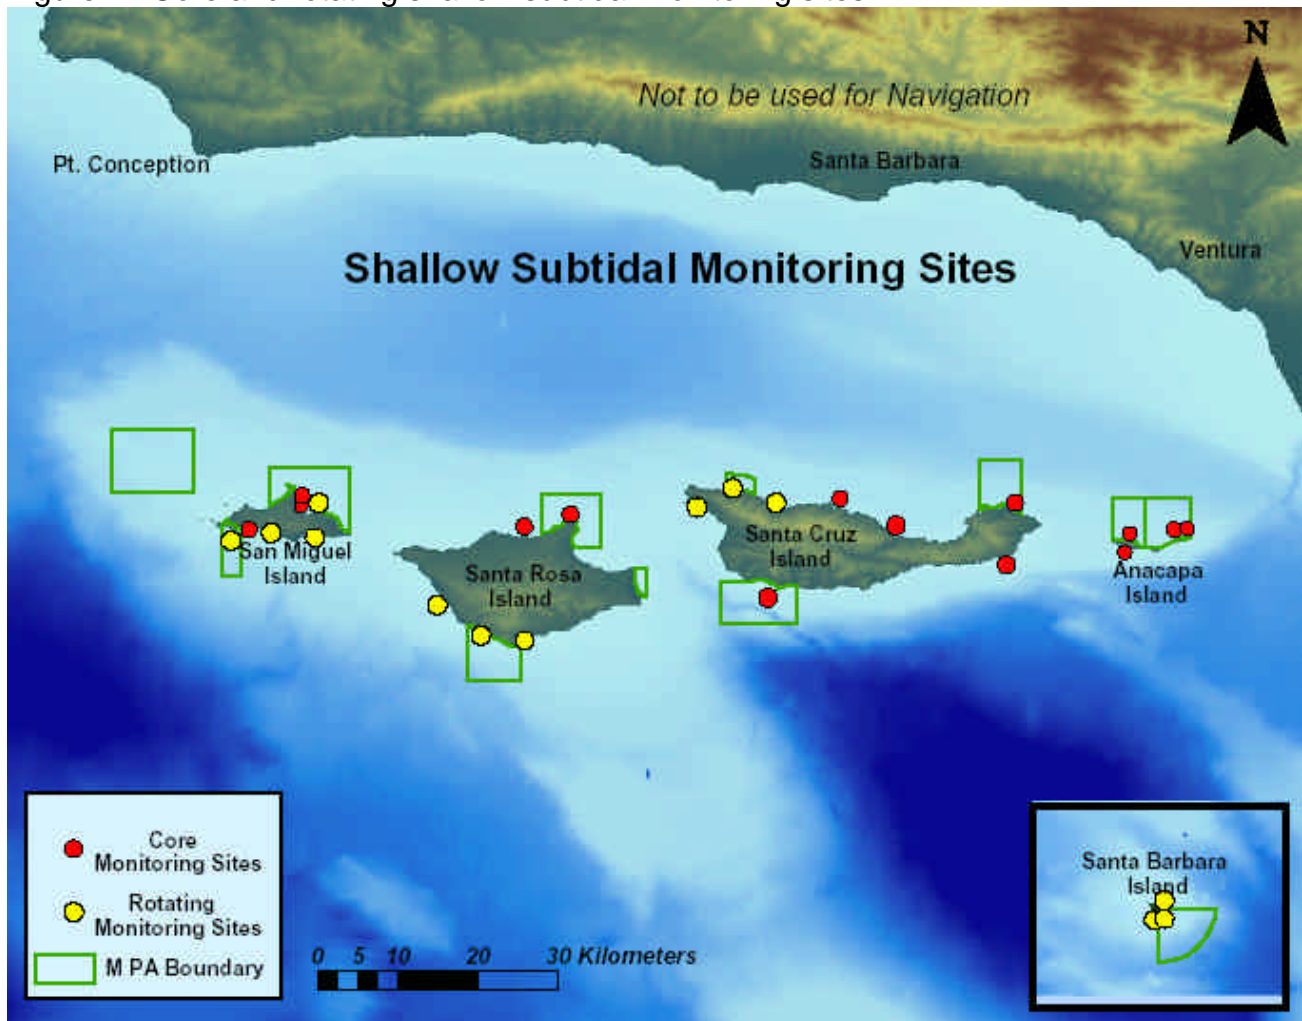 N
Not to be used for Navigation
Pt. Conception
Santa Barbara
Ventura
Shallow Subtidal Monitoring Sites
San Miguel
Island
Santa Rosa
Island
Santa Cruz
Island
Anacapa
Island
Core
Monitoring Sites
Rotating
Monitoring Sites
MPA Boundary
0 5 10 20 30 Kilometers
Santa Barbara
Island